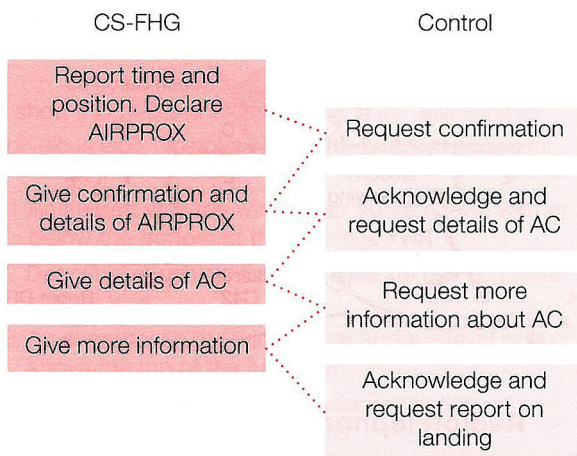 CS-FHG
Control
Report time and
position. Declare
AIRPROX
Request confirmation
Give confirmation and
details of AIRPROX
Acknowledge and
request details of AC
Give details of AC
Request more
information about AC
Give more information
Acknowledge and
request report on
landing